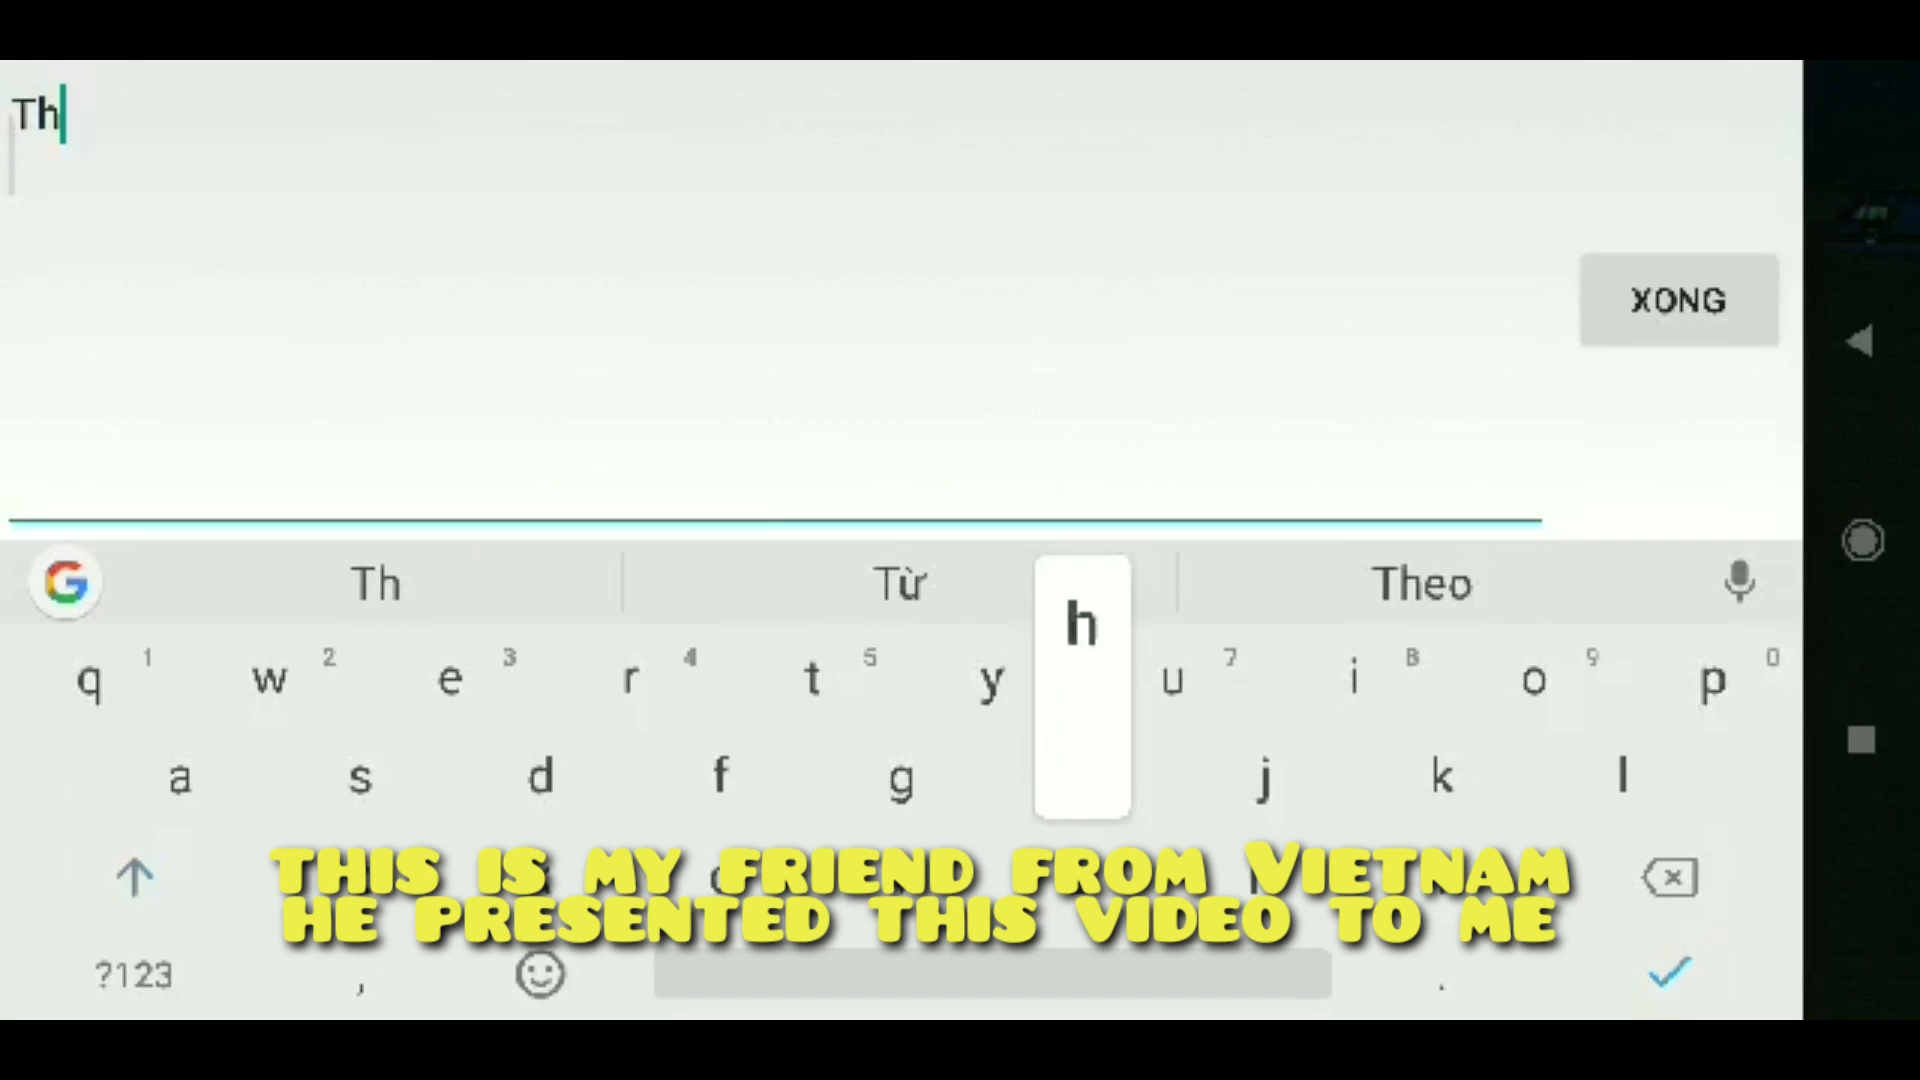 Th
XONG
Th Từ Theo
h
q 1 w 2 e 3 r 4 t 5 y u 7 i 8 o 9 p 0
a s d f g j k l
THIS IS MY FRIEND FROM VIETNAM
HE PRESENTED THIS VIDEO TO ME
?123 , .